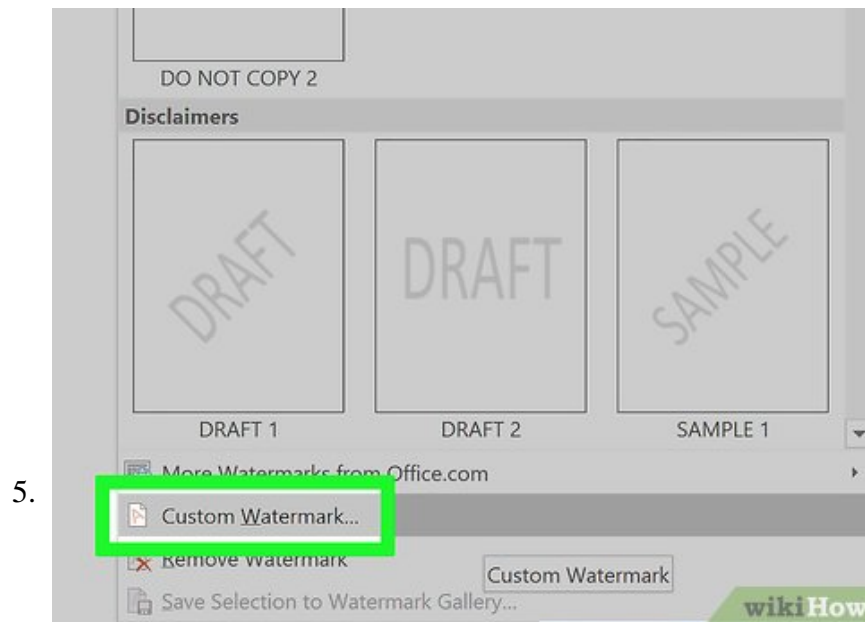 DO NOT COPY 2
Disclaimers
DRAFT
DRAFT
SAMPLE
DRAFT 1
DRAFT 2
SAMPLE 1
More Watermarks from Office.com
5.
Custom Watermark...
Remove Watermark
Custom Watermark
Save Selection to Watermark Gallery...
wikiHow